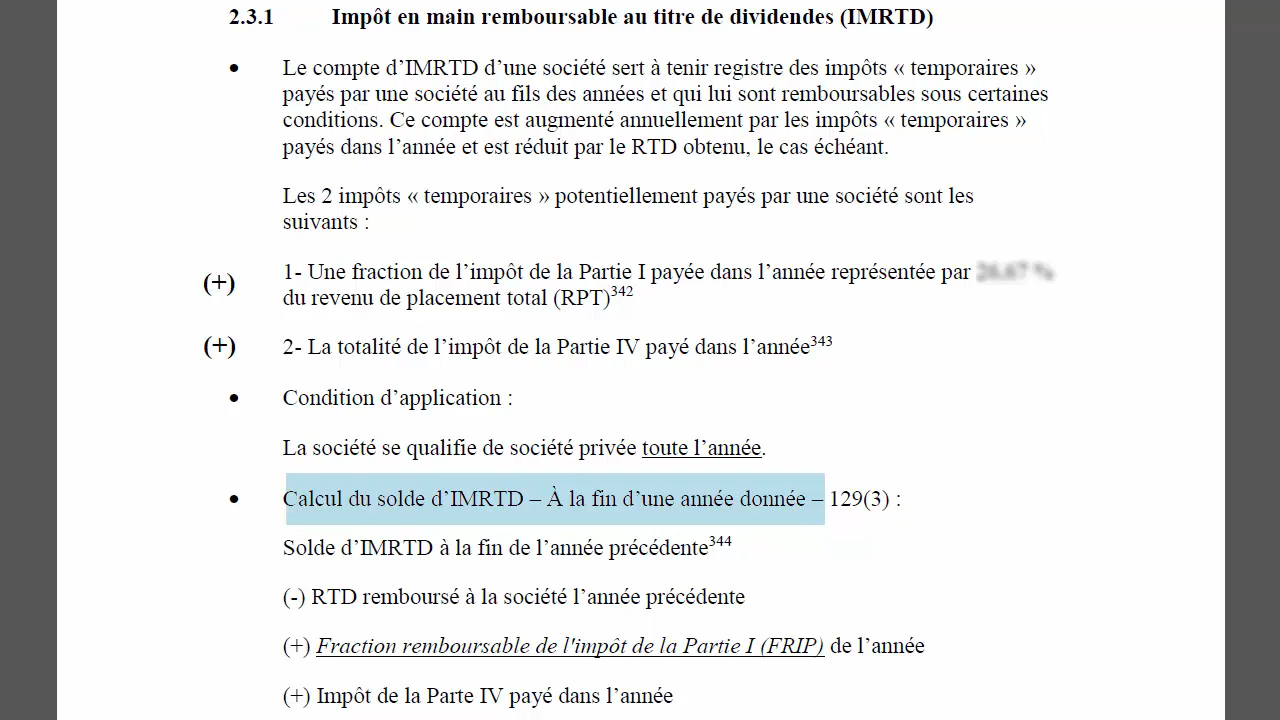 2.3.1 Impôt en main remboursable au titre de dividendes (IMRTD)
• Le compte d’IMRTD d’une société sert à tenir registre des impôts « temporaires »
payés par une société au fils des années et qui lui sont remboursables sous certaines
conditions. Ce compte est augmenté annuellement par les impôts « temporaires »
payés dans l’année et est réduit par le RTD obtenu, le cas échéant.
Les 2 impôts « temporaires » potentiellement payés par une société sont les
suivants :
(+) 1- Une fraction de l’impôt de la Partie I payée dans l’année représentée par
du revenu de placement total (RPT)342
(+) 2- La totalité de l’impôt de la Partie IV payé dans l’année343
• Condition d’application :
La société se qualifie de société privée toute l’année.
• Calcul du solde d’IMRTD – À la fin d’une année donnée – 129(3) :
Solde d’IMRTD à la fin de l’année précédente344
(-) RTD remboursé à la société l’année précédente
(+) Fraction remboursable de l'impôt de la Partie I (FRIP) de l’année
(+) Impôt de la Parte IV payé dans l’année